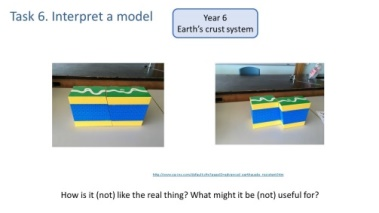 Task 6. Interpret a model
Year 6
Earth's crust system
How is it (not) like the real thing? What might it be (not) useful for?